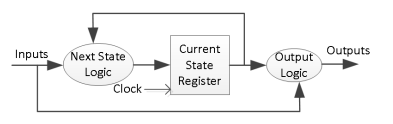 Inputs
Next State
Logic
Clock
Current
State
Register
Output
Logic
Outputs